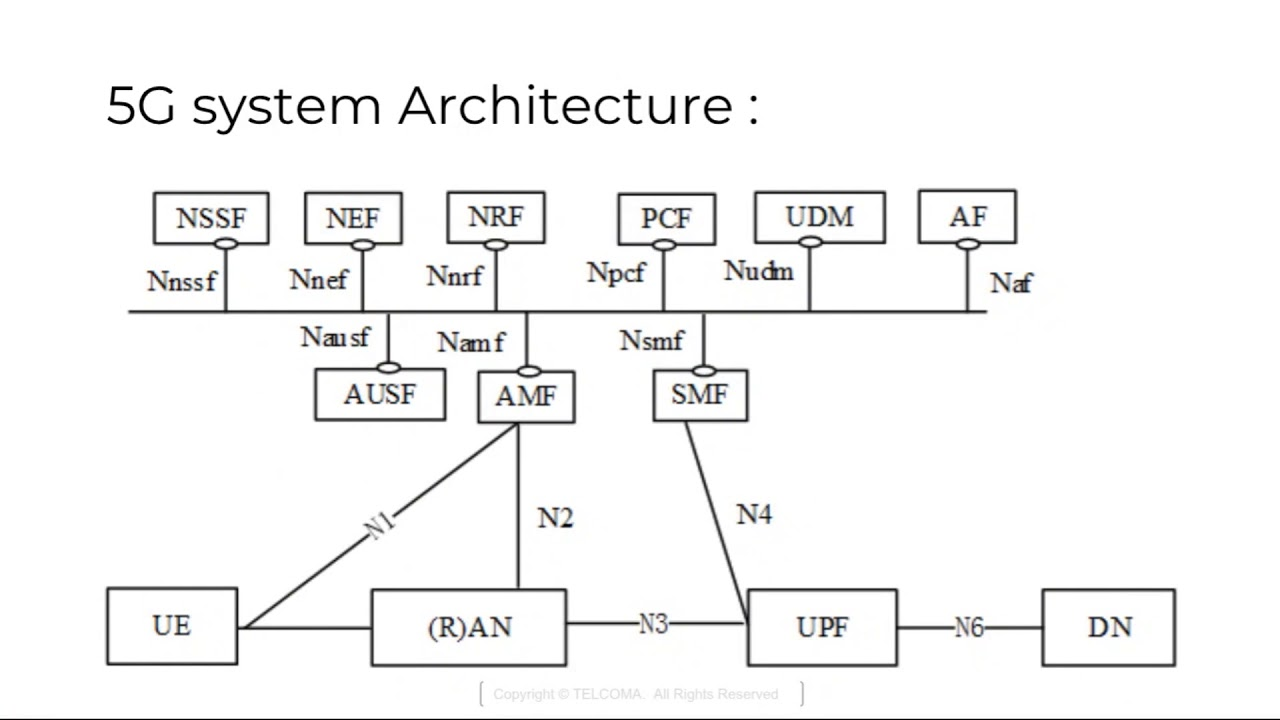 5G system Architecture :
NSSF NEF NRF PCF UDM AF
Nnssf Nnef Nnrf Npcf Nudm Naf
Nausf Namf Nsmf
AUSF AMF SMF
N1 N2 N4
UE (R)AN N3 UPF N6 DN
Copyright © TELCOMA. All Rights Reserved